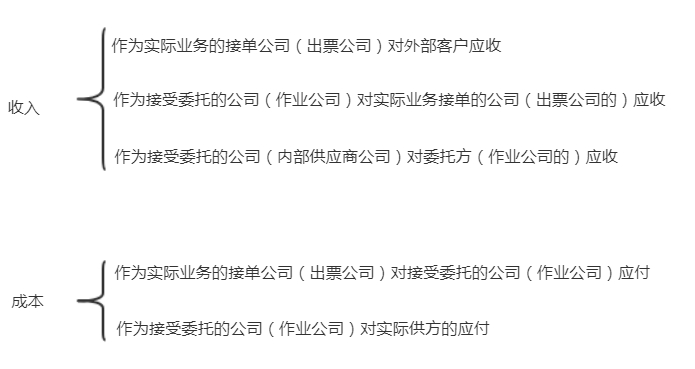 作为实际业务的接单公司（出票公司）对外部客户应收
收入
作为接受委托的公司（作业公司）对实际业务接单的公司（出票公司的）应收
作为接受委托的公司（内部供应商公司）对委托方（作业公司的）应收
作为实际业务的接单公司（出票公司）对接受委托的公司（作业公司）应付
成本
作为接受委托的公司（作业公司）对实际供方的应付